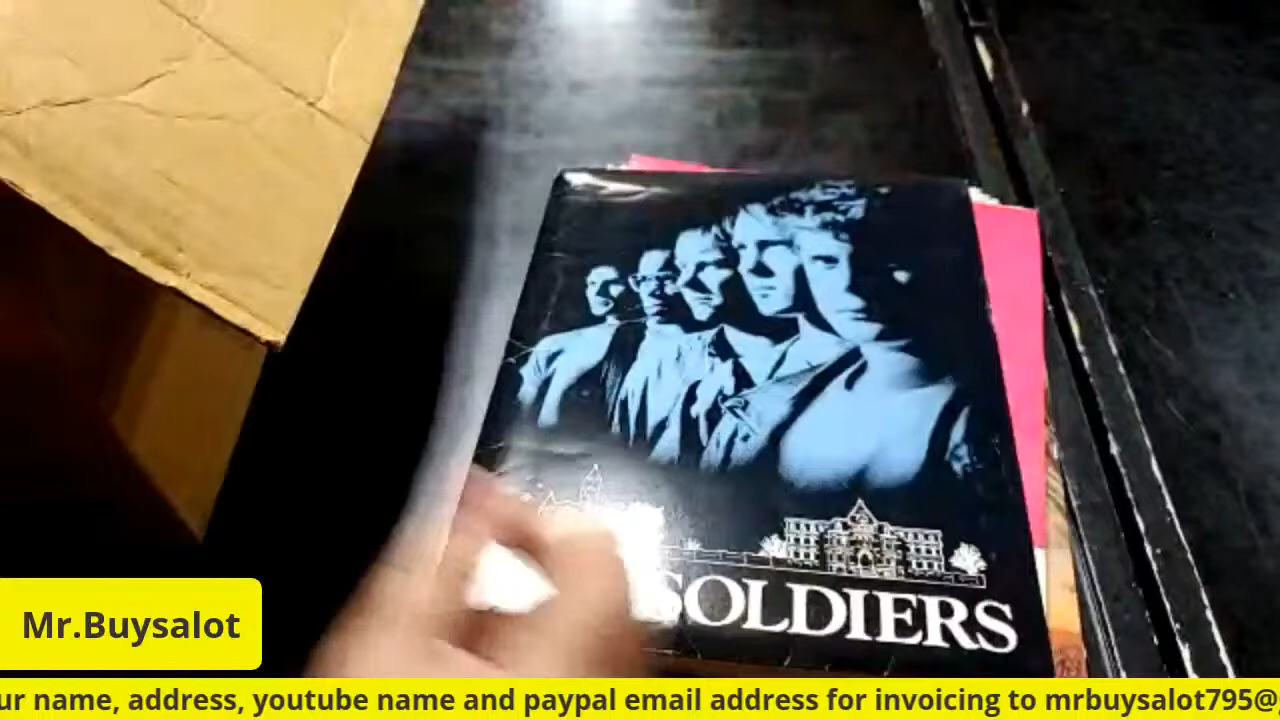 SOLDIERS
Mr.Buysalot
ur name, address, youtube name and paypal email address for invoicing to mrbuysalot795@